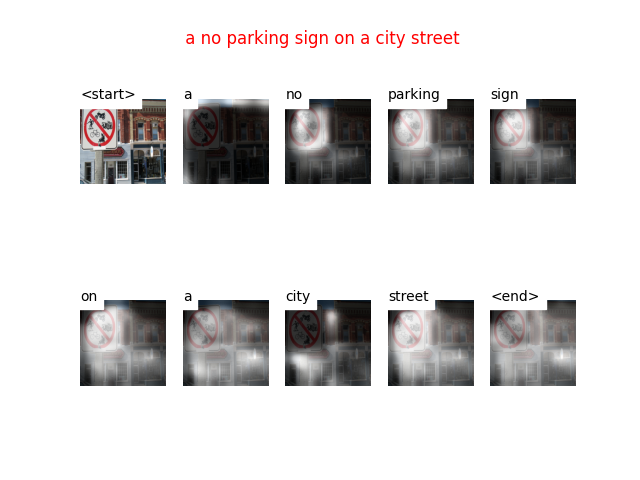 a no parking sign on a city street
<start> a no parking sign
on a city street <end>